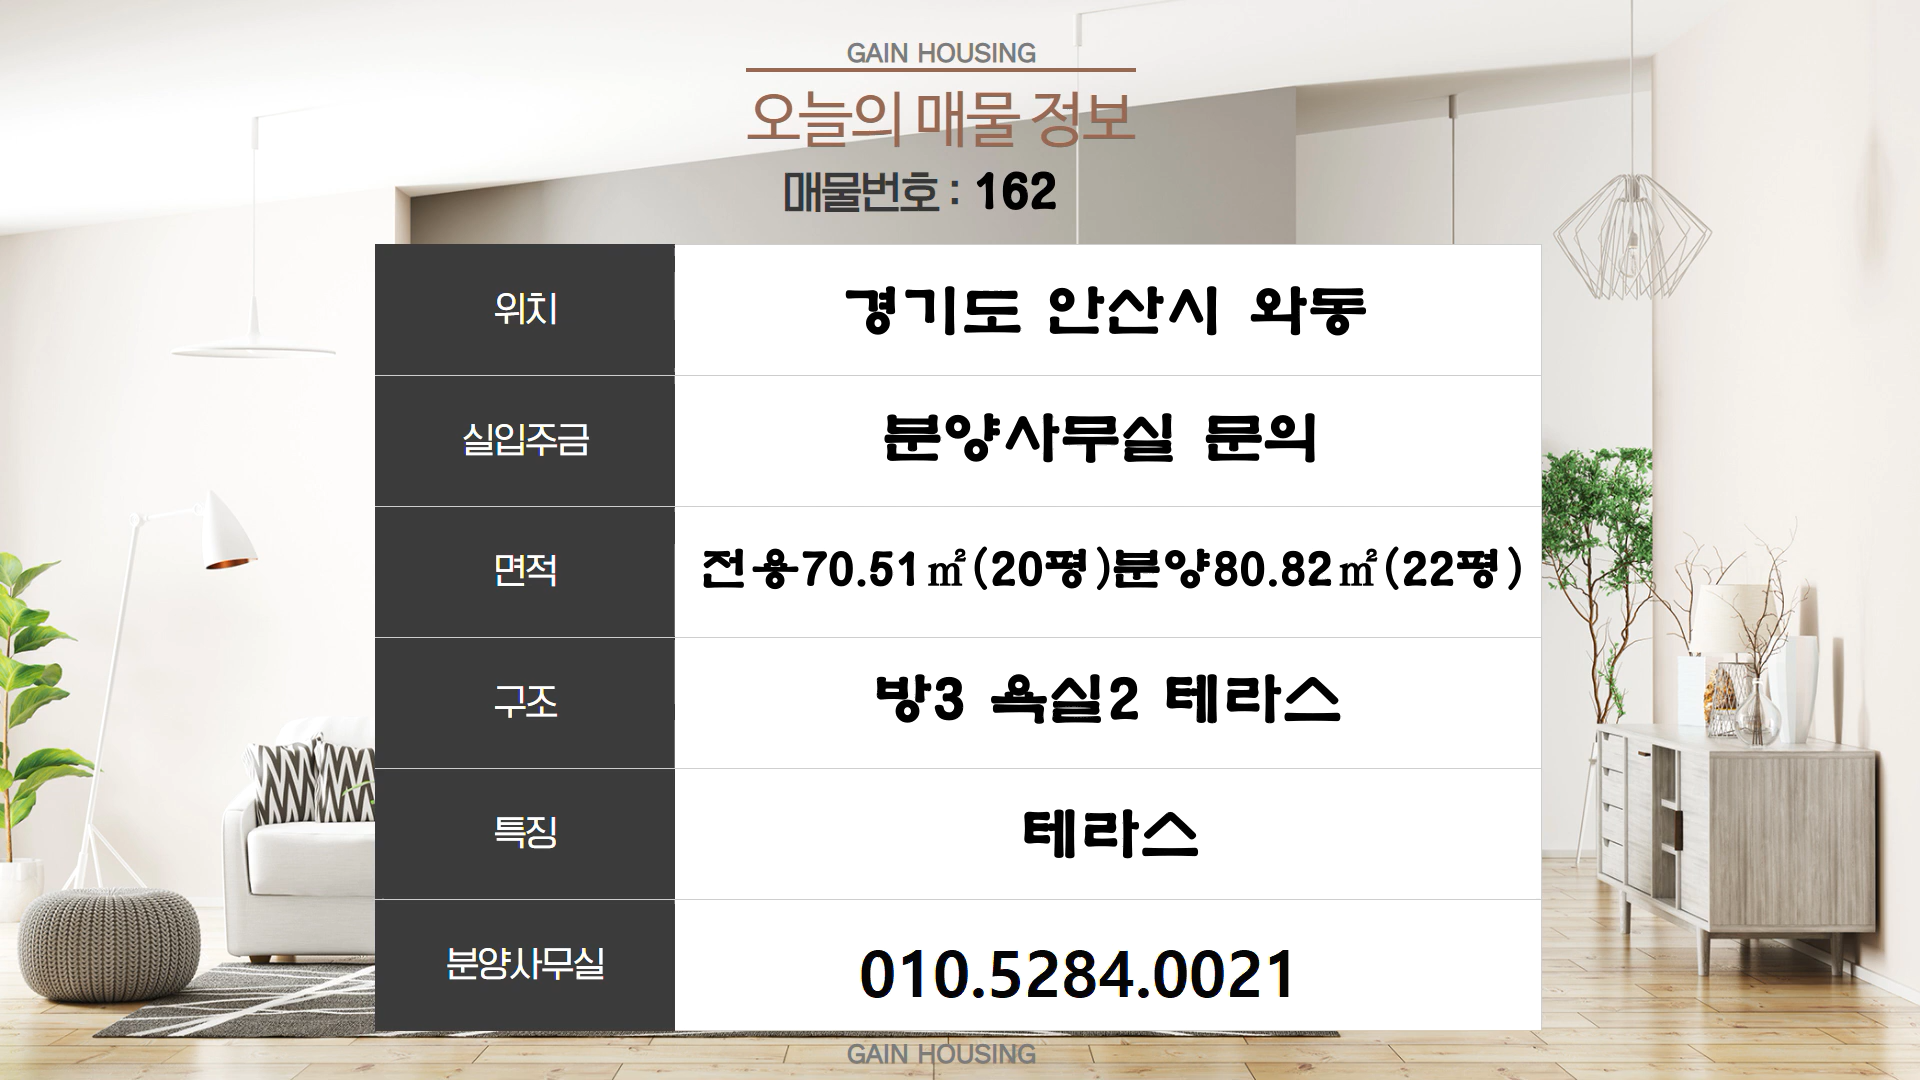 GAIN HOUSING
오늘의 매물 정보
매물번호 : 162
위치 경기도 안산시 와동
실입주금 분양사무실 문의
면적 전용70.51㎡(20평)분양80.82㎡(22평)
구조 방3 욕실2 테라스
특징 테라스
분양사무실 010.5284.0021
GAIN HOUSING